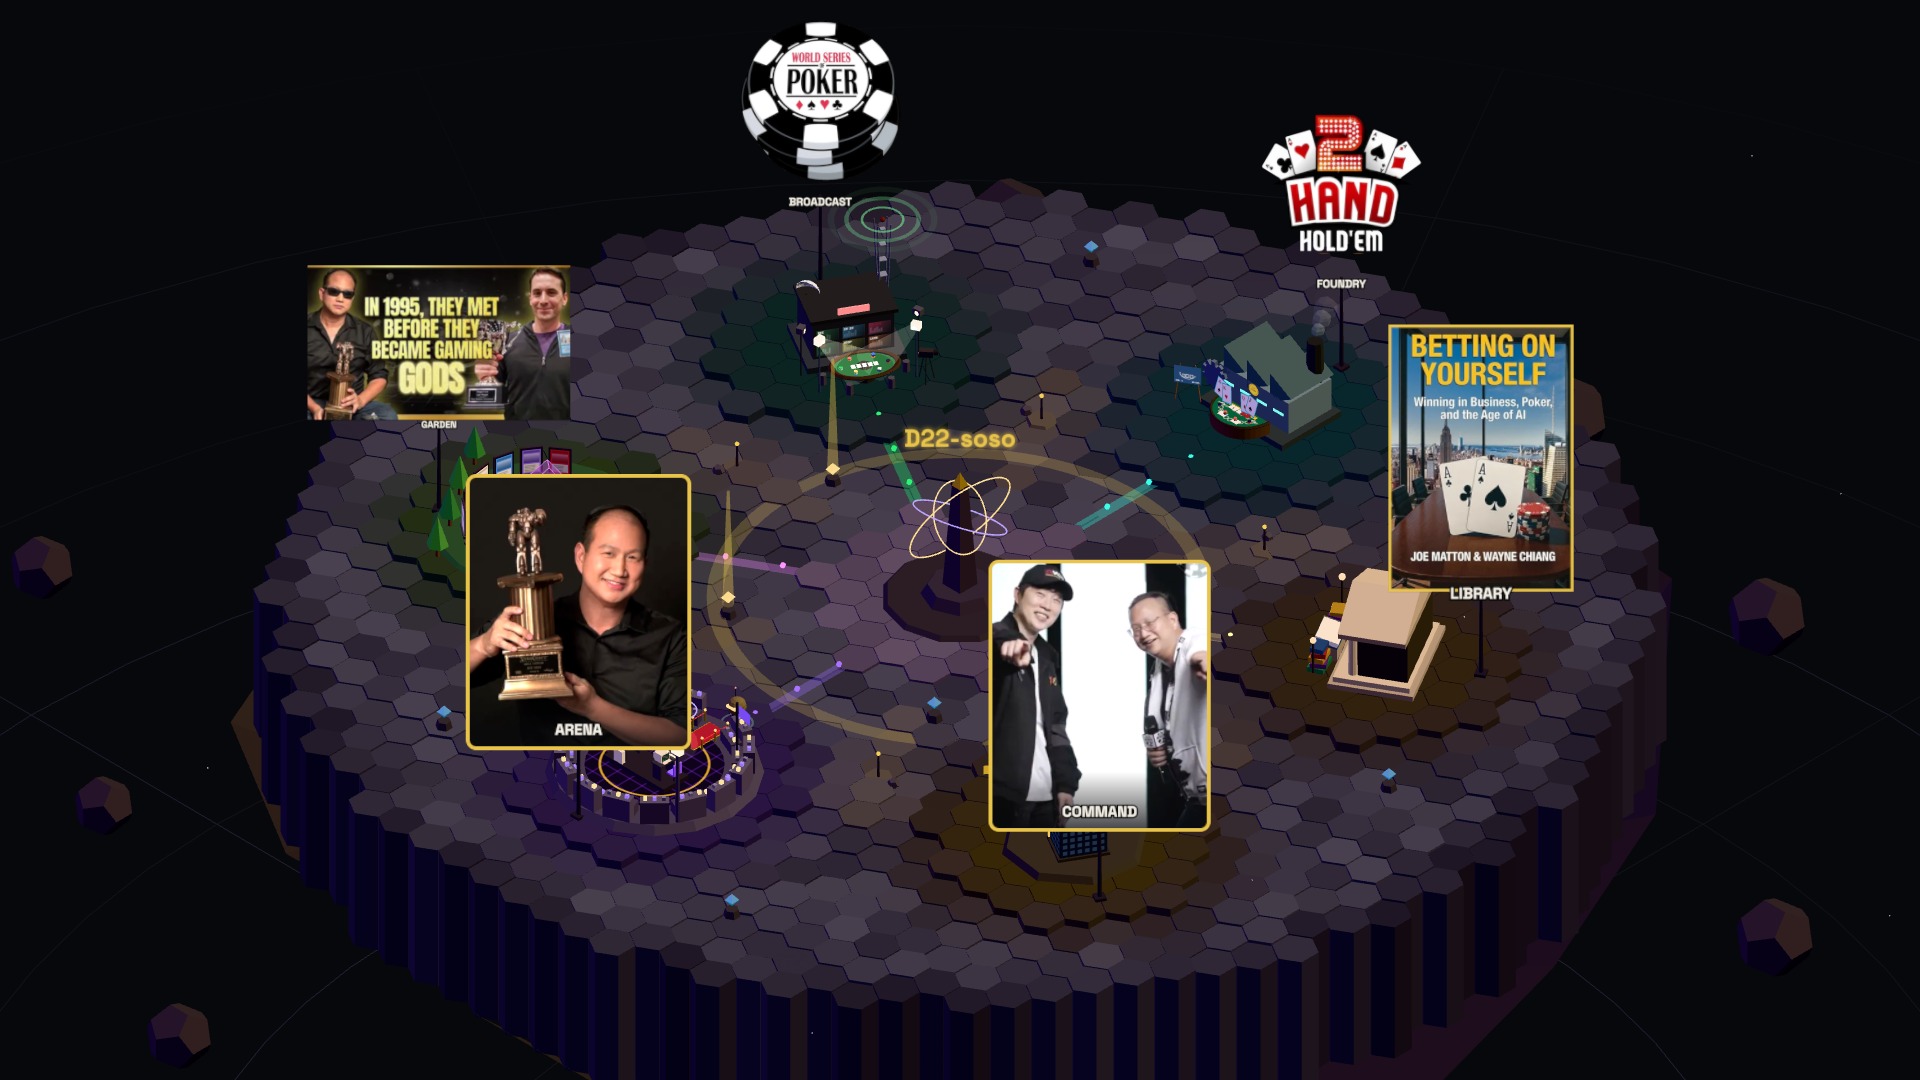 WORLD SERIES
OF
POKER
BROADCAST
2
HAND
HOLD'EM
FOUNDRY
IN 1995, THEY MET
BEFORE THEY
BECAME GAMING
GODS
GARDEN
BETTING ON
YOURSELF
Winning in Business, Poker,
and the Age of AI
A
A
JOE MATTON & WAYNE CHIANG
LIBRARY
D22-soso
ARENA
COMMAND